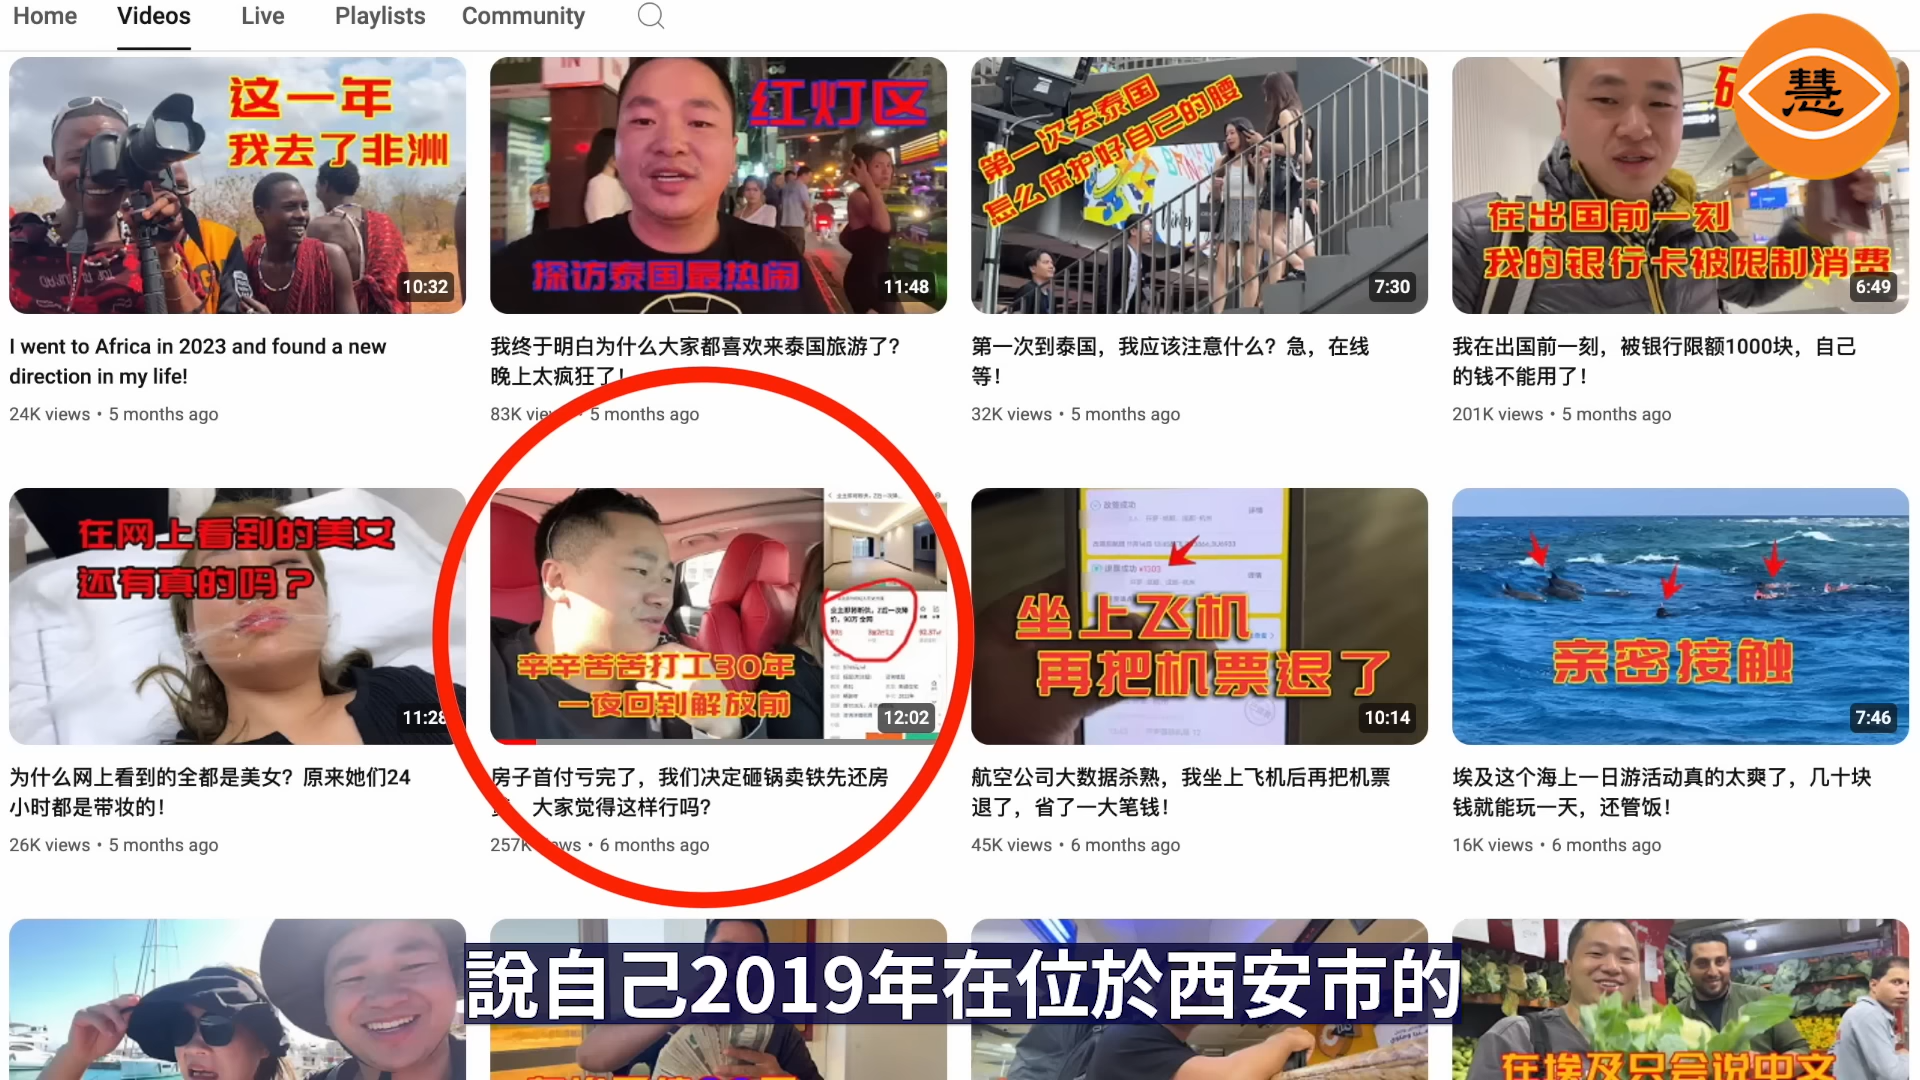 Home Videos Live Playlists Community
这一年
我去了非洲
10:32
红灯区
探访泰国最热闹
11:48
第一次去泰国
怎么保护好自己的腰
7:30
慧
在出国前一刻
我的银行卡被限制消费
6:49
I went to Africa in 2023 and found a new
direction in my life!
24K views • 5 months ago
我终于明白为什么大家都喜欢来泰国旅游了？
晚上太疯狂了！
5 months ago
第一次到泰国，我应该注意什么？急，在线
等！
32K views • 5 months ago
我在出国前一刻，被银行限额1000块，自己
的钱不能用了！
201K views • 5 months ago
在网上看到的美女
还有真的吗？
11:28
辛辛苦苦打工30年
一夜回到解放前
12:02
坐上飞机
再把机票退了
10:14
亲密接触
7:46
为什么网上看到的全都是美女？原来她们24
小时都是带妆的！
26K views • 5 months ago
房子首付亏完了，我们决定砸锅卖铁先还房
大家觉得这样行吗？
257K views • 6 months ago
航空公司大数据杀熟，我坐上飞机后再把机票
退了，省了一大笔钱！
45K views • 6 months ago
埃及这个海上一日游活动真的太爽了，几十块
钱就能玩一天，还管饭！
16K views • 6 months ago
說自己2019年在位於西安市的
在埃及只会说中文